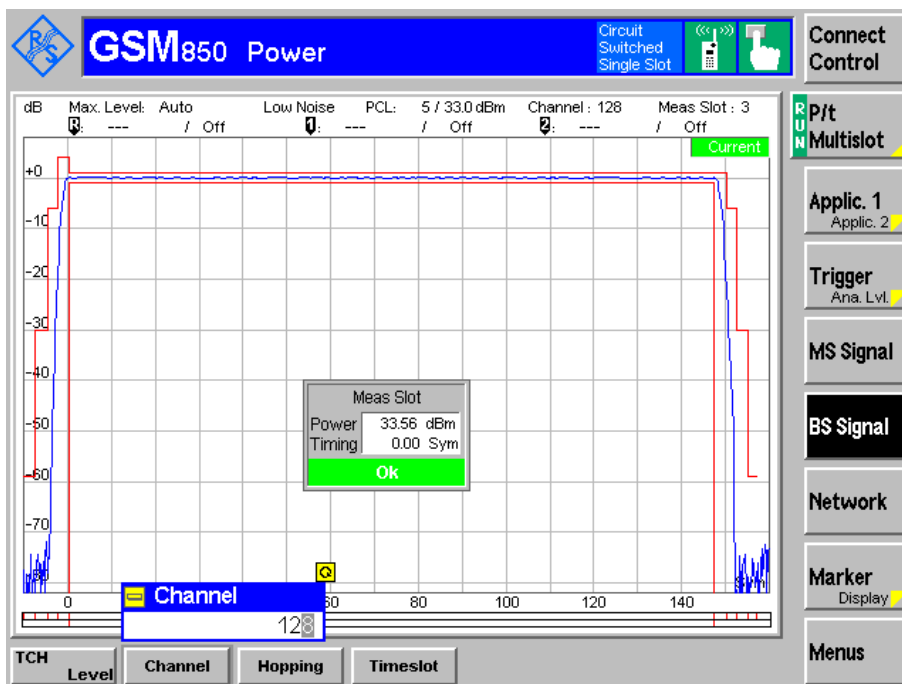 R&S GSM850 Power Circuit
Switched
Single Slot
Connect
Control
dB Max. Level: Auto Low Noise PCL: 5 / 33.0 dBm Channel : 128 Meas Slot : 3
R: --- / Off 1: --- / Off 2: --- / Off
RUN P/t
Multislot
Current
+0
-10
-20
-30
-40
-50
-60
-70
Applic. 1
Applic. 2
Trigger
Ana. Lvl.
MS Signal
BS Signal
Network
Marker
Display
Menus
Meas Slot
Power 33.56 dBm
Timing 0.00 Sym
Ok
0 60 80 100 120 140
Channel
128
TCH
Level
Channel
Hopping
Timeslot